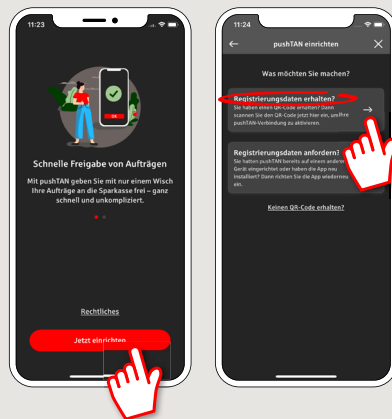 11:23
OK
Schnelle Freigabe von Aufträgen
Mit pushTAN geben Sie mit nur einem Wisch
Ihre Aufträge an die Sparkasse frei – ganz
schnell und unkompliziert.
Rechtliches
Jetzt einrichten
11:24
pushTAN einrichten
Was möchten Sie machen?
Registrierungsdaten erhalten?
Sie haben einen QR-Code erhalten? Dann
scannen Sie den QR-Code jetzt hier ein, um Ihre
pushTAN-Verbindung zu aktivieren.
Registrierungsdaten anfordern?
Sie hatten pushTAN bereits auf einem anderen
Gerät eingerichtet oder haben die App neu
installiert? Dann richten Sie die App wieder neu
ein.
Keinen QR-Code erhalten?